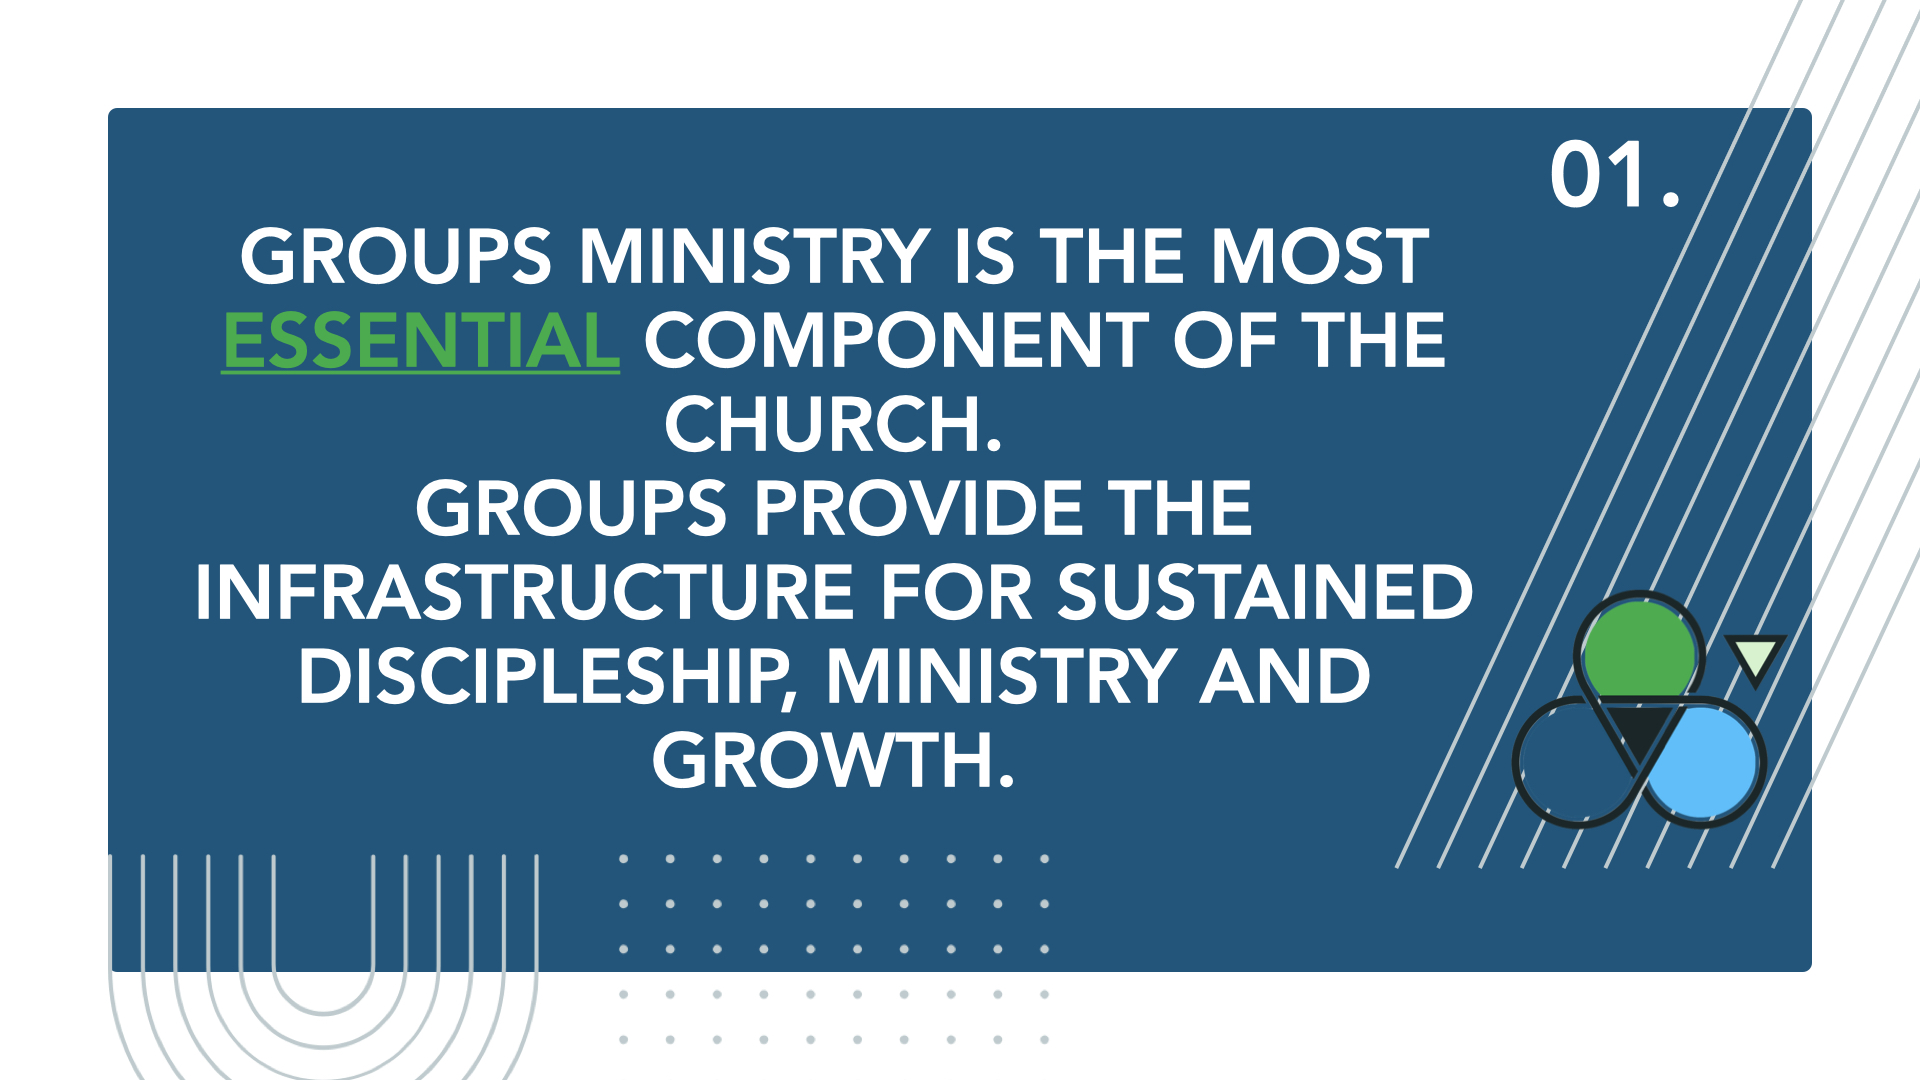 01.
GROUPS MINISTRY IS THE MOST
ESSENTIAL COMPONENT OF THE
CHURCH.
GROUPS PROVIDE THE
INFRASTRUCTURE FOR SUSTAINED
DISCIPLESHIP, MINISTRY AND
GROWTH.